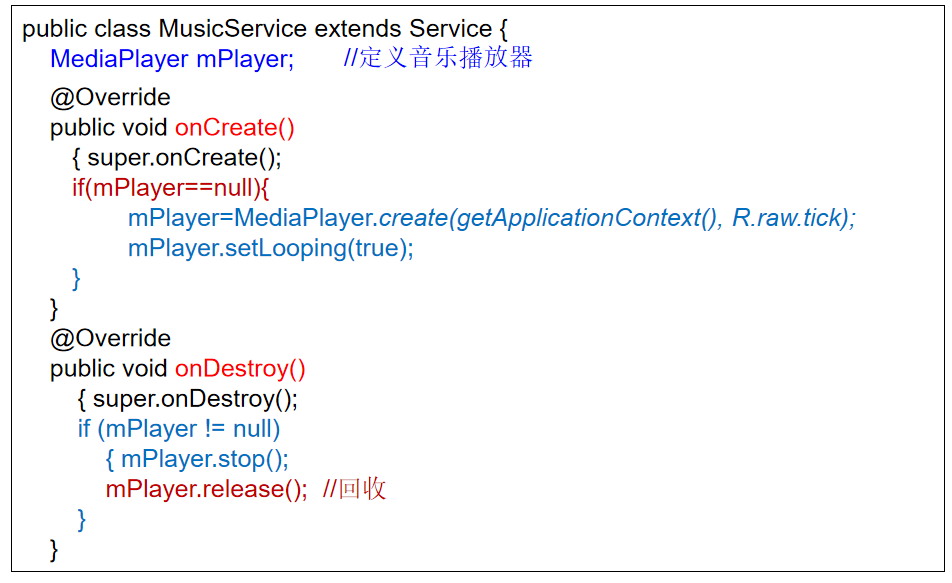 public class MusicService extends Service {
MediaPlayer mPlayer; //定义音乐播放器
@Override
public void onCreate()
{ super.onCreate();
if(mPlayer==null){
mPlayer=MediaPlayer.create(getApplicationContext(), R.raw.tick);
mPlayer.setLooping(true);
}
}
@Override
public void onDestroy()
{ super.onDestroy();
if (mPlayer != null)
{ mPlayer.stop();
mPlayer.release(); //回收
}
}